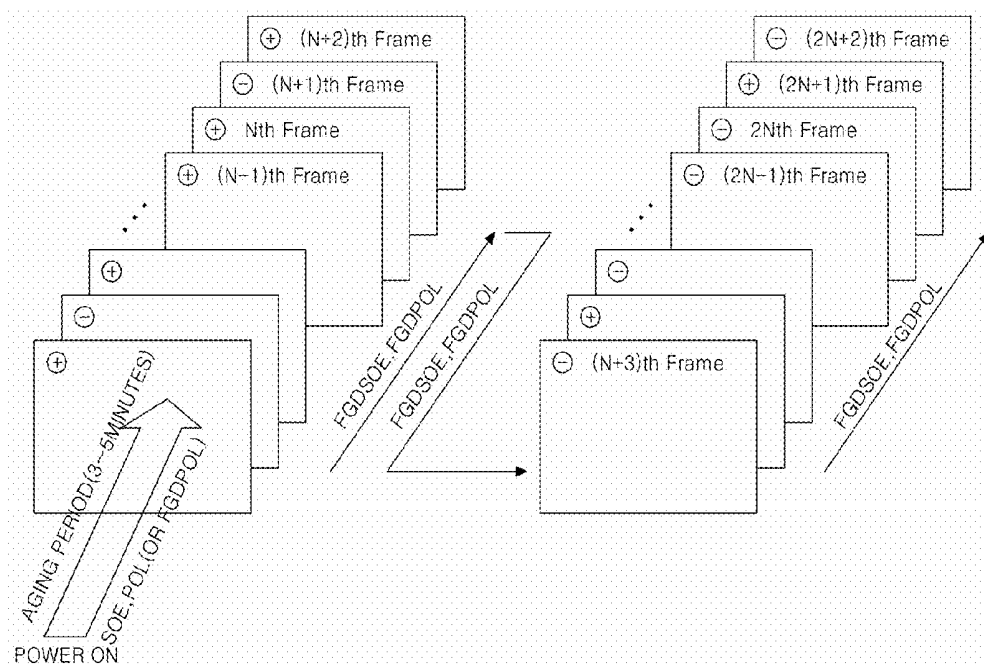 ⊕ (N+2)th Frame
⊖ (N+1)th Frame
⊕ Nth Frame
⊕ (N-1)th Frame
⊕
⊖
⊕
AGING PERIOD(3~5MINUTES)
SOE,POL(OR FGDPOL)
POWER ON
FGDSOE,FGDPOL
FGDSOE,FGDPOL
⊖ (2N+2)th Frame
⊕ (2N+1)th Frame
⊖ 2Nth Frame
⊖ (2N-1)th Frame
⊖
⊕
⊖ (N+3)th Frame
FGDSOE,FGDPOL